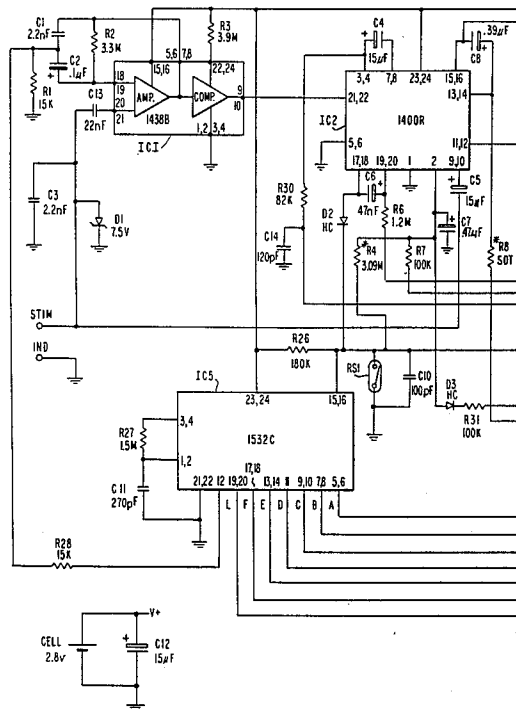 C1
2.2nF
R2
3.3M
C2
.1µF
R1
15K
C13
22nF
15,16
5,6
7,8
R3
3.9M
22,24
18
19
20
21
AMP.
COMP.
1438B
1,2
3,4
9
10
IC1
C3
2.2nF
D1
7.5V
STIM
IND
C4
15µF
3,4
7,8
23,24
15,16
.39µF
C8
13,14
21,22
IC2
1400R
5,6
11,12
17,18
19,20
1
2
9,10
C5
15µF
R30
82K
D2
HC
C6
47nF
R6
1.2M
C7
47µF
*R8
SOT
C14
120pF
*R4
3.09M
R7
100K
R26
180K
RS1
C10
100pF
D3
HC
R31
100K
IC5
23,24
15,16
3,4
R27
1.5M
1532C
1,2
C11
270pF
21,22
12
19,20
17,18
13,14
9,10
7,8
5,6
L
F
E
D
C
B
A
R28
15K
V+
CELL
2.8v
C12
15µF